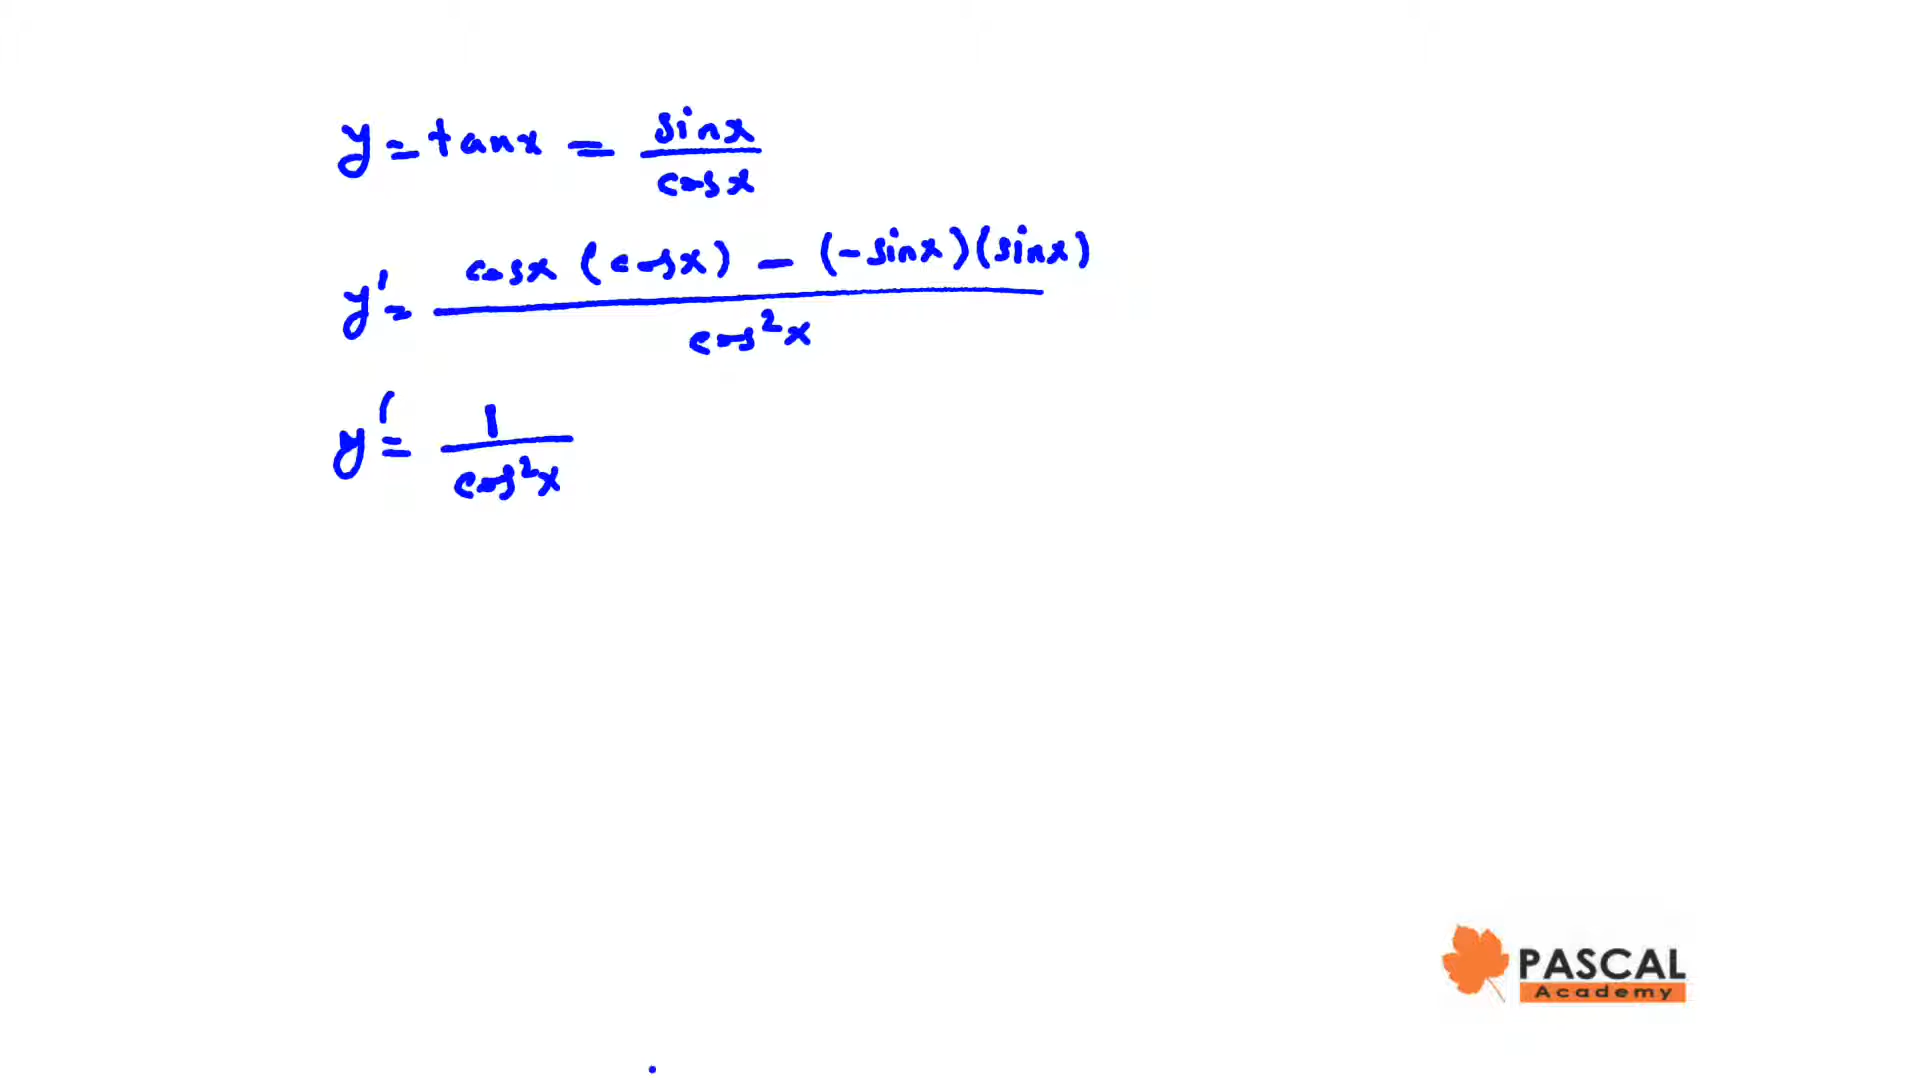 y = tanx = sinx / cosx
y' = cosx (cosx) - (-sinx)(sinx) / cos²x
y' = 1 / cos²x
PASCAL
Academy